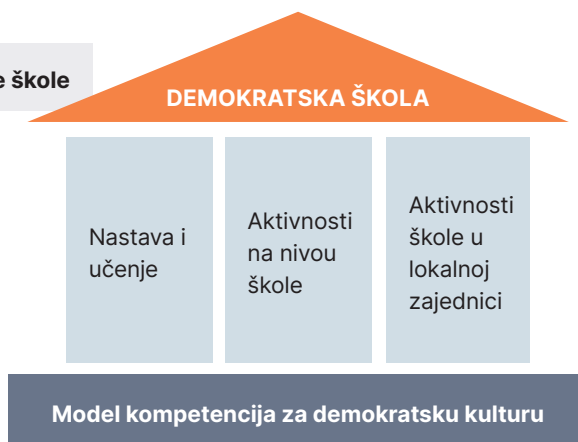 škole
DEMOKRATSKA ŠKOLA
Nastava i
učenje
Aktivnosti
na nivou
škole
Aktivnosti
škole u
lokalnoj
zajednici
Model kompetencija za demokratsku kulturu